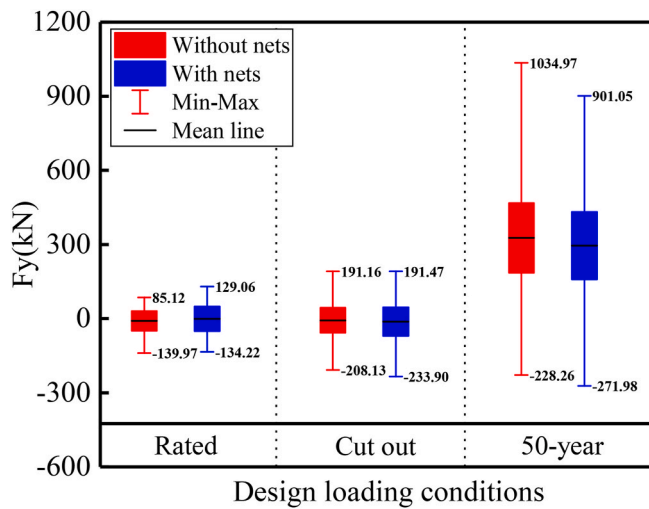 1200
900
600
300
0
-300
-600
Fy(kN)
Without nets
With nets
Min-Max
Mean line
85.12
-139.97
129.06
-134.22
191.16
-208.13
191.47
-233.90
1034.97
-228.26
901.05
-271.98
Rated
Cut out
50-year
Design loading conditions